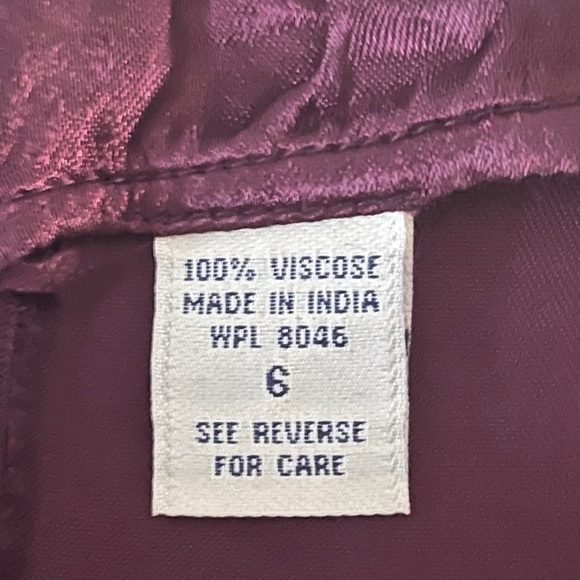 100% VISCOSE
MADE IN INDIA
WPL 8046
6
SEE REVERSE
FOR CARE